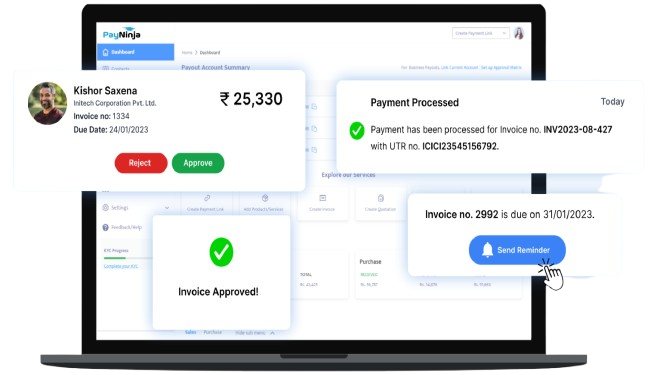 PayNinja
Create Payment Link
Dashboard
Home > Dashboard
Contacts
Payout Account Summary
For Business Payouts, Link Current Account Set up Approval Matrix
Kishor Saxena
Initech Corporation Pvt. Ltd.
Invoice no: 1334
Due Date: 24/01/2023
₹ 25,330
Reject
Approve
Payment Processed
Today
Payment has been processed for Invoice no. INV2023-08-427
with UTR no. ICICI23545156792.
Explore our Services
Settings
Create Payment Link
Add Products/Services
Create Invoice
Create Quotation
Feedback/Help
Invoice no. 2992 is due on 31/01/2023.
Send Reminder
KYC Progress
Complete your KYC
Invoice Approved!
Purchase
TOTAL
Sales
Purchase
Hide sub menu